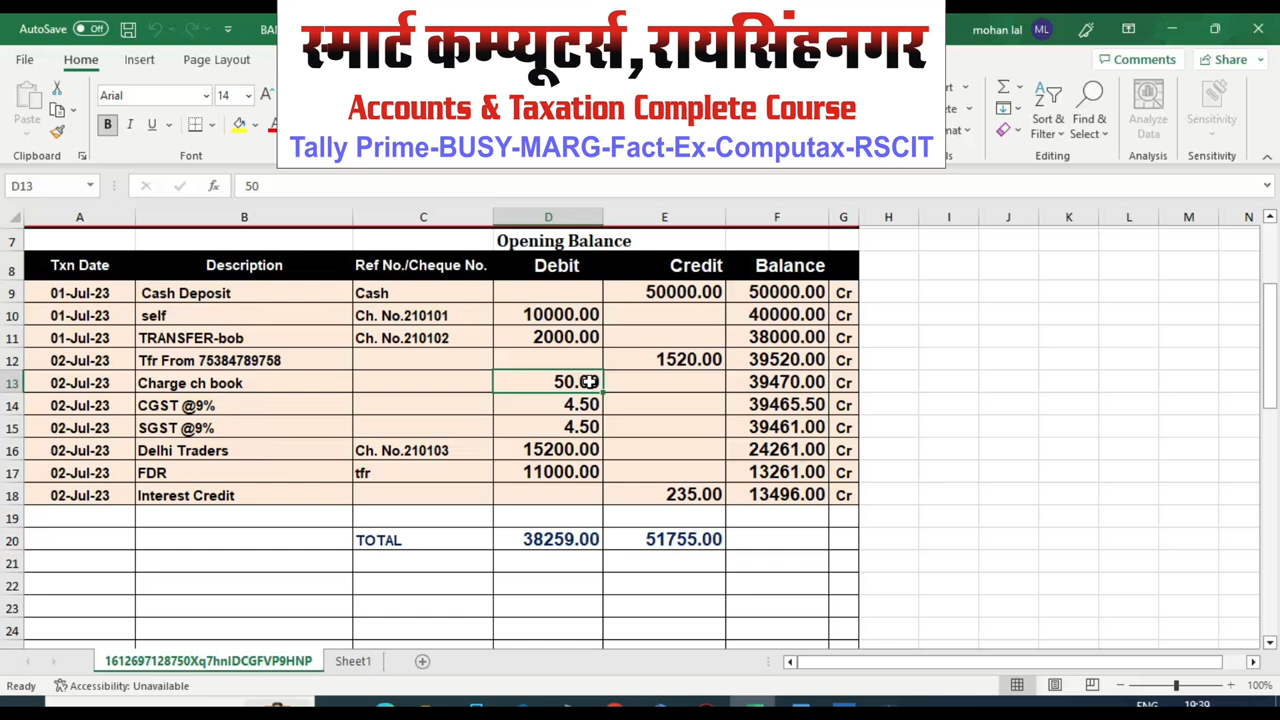 AutoSave Off
BAI
mohan lal ML
स्मार्ट कम्प्यूटर्स,रायसिंहनगर
Accounts & Taxation Complete Course
Tally Prime-BUSY-MARG-Fact-Ex-Computax-RSCIT
File Home Insert Page Layout
Comments Share
Paste
Arial 14
B I U
Sort & Filter Find & Select Analyze Data Sensitivity
Clipboard Font Editing Analysis Sensitivity
D13 fx 50
A B C D E F G H I J K L M N
7 Opening Balance
8 Txn Date Description Ref No./Cheque No. Debit Credit Balance
9 01-Jul-23 Cash Deposit Cash 50000.00 50000.00 Cr
10 01-Jul-23 self Ch. No.210101 10000.00 40000.00 Cr
11 01-Jul-23 TRANSFER-bob Ch. No.210102 2000.00 38000.00 Cr
12 02-Jul-23 Tfr From 75384789758 1520.00 39520.00 Cr
13 02-Jul-23 Charge ch book 50.00 39470.00 Cr
14 02-Jul-23 CGST @9% 4.50 39465.50 Cr
15 02-Jul-23 SGST @9% 4.50 39461.00 Cr
16 02-Jul-23 Delhi Traders Ch. No.210103 15200.00 24261.00 Cr
17 02-Jul-23 FDR tfr 11000.00 13261.00 Cr
18 02-Jul-23 Interest Credit 235.00 13496.00 Cr
19
20 TOTAL 38259.00 51755.00
21
22
23
24
1612697128750Xq7hnIDCGFVP9HNP Sheet1
Ready Accessibility: Unavailable 100%
ENG 19:39